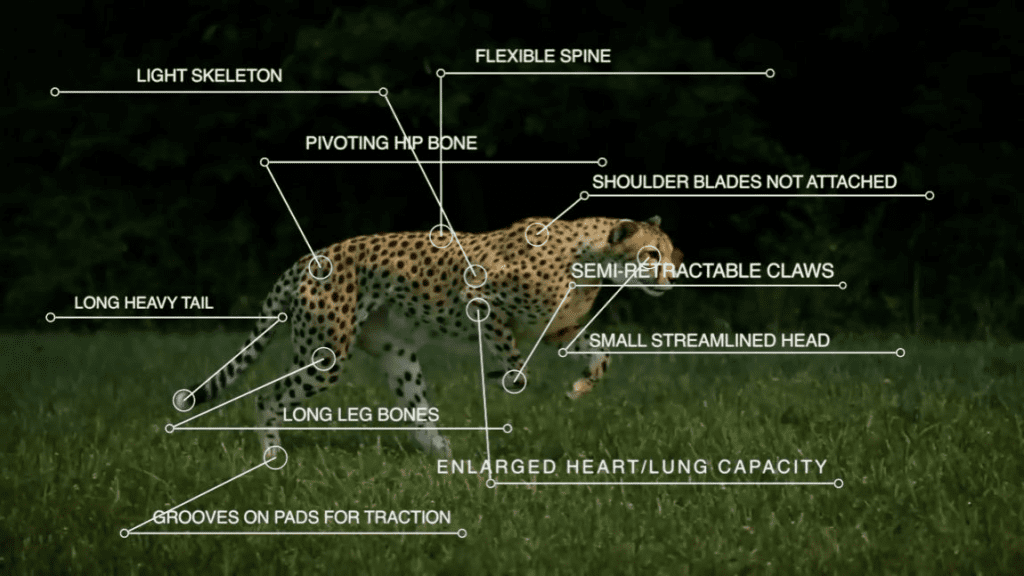 FLEXIBLE SPINE
LIGHT SKELETON
PIVOTING HIP BONE
SHOULDER BLADES NOT ATTACHED
SEMI-RETRACTABLE CLAWS
LONG HEAVY TAIL
SMALL STREAMLINED HEAD
LONG LEG BONES
ENLARGED HEART/LUNG CAPACITY
GROOVES ON PADS FOR TRACTION